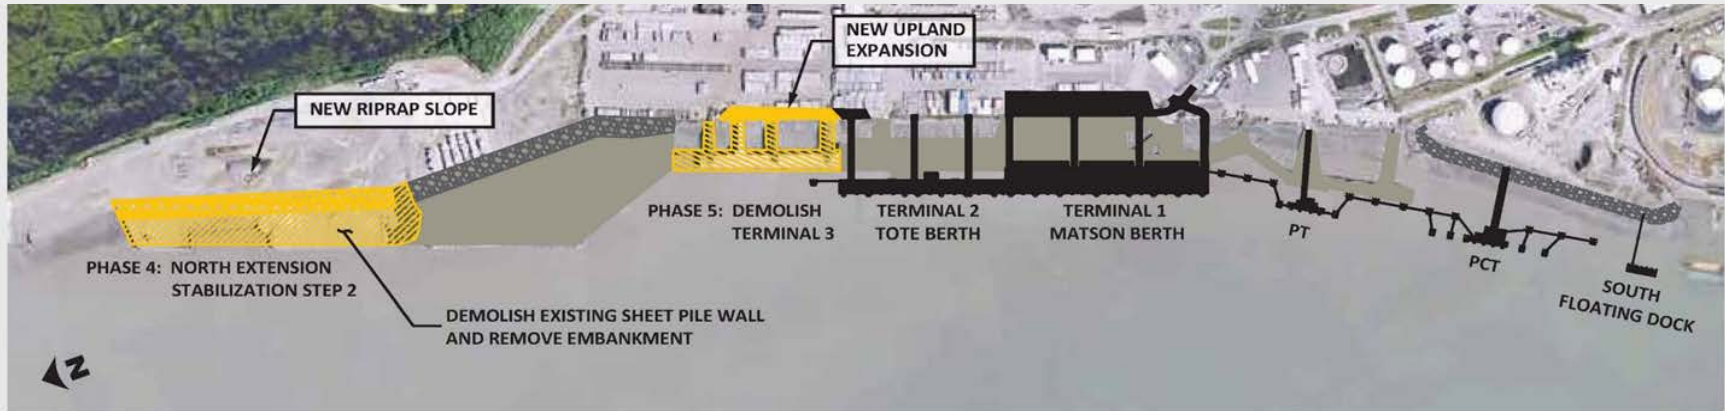 NEW UPLAND
EXPANSION
NEW RIPRAP SLOPE
PHASE 5: DEMOLISH
TERMINAL 3
TERMINAL 2
TOTE BERTH
TERMINAL 1
MATSON BERTH
PT
PCT
SOUTH
FLOATING DOCK
PHASE 4: NORTH EXTENSION
STABILIZATION STEP 2
DEMOLISH EXISTING SHEET PILE WALL
AND REMOVE EMBANKMENT
N